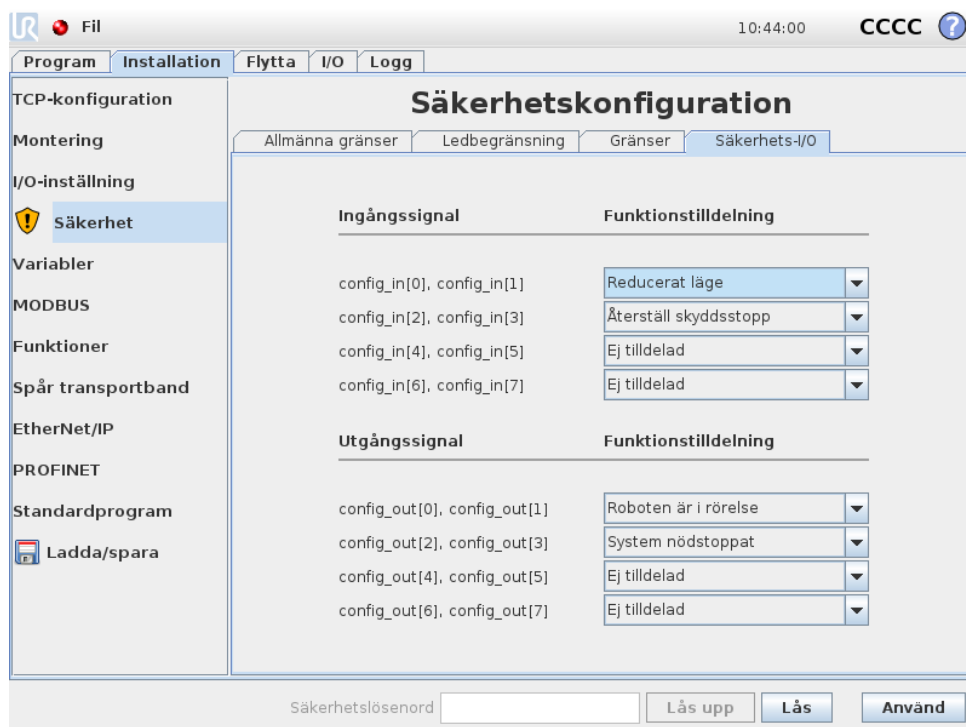 UR Fil 10:44:00 CCCC ?
Program Installation Flytta I/O Logg
TCP-konfiguration
Montering
I/O-inställning
Säkerhet
Variabler
MODBUS
Funktioner
Spår transportband
EtherNet/IP
PROFINET
Standardprogram
Ladda/spara
Säkerhetskonfiguration
Allmänna gränser Ledbegränsning Gränser Säkerhets-I/O
Ingångssignal Funktionstilldelning
config_in[0], config_in[1] Reducerat läge
config_in[2], config_in[3] Återställ skyddsstopp
config_in[4], config_in[5] Ej tilldelad
config_in[6], config_in[7] Ej tilldelad
Utgångssignal Funktionstilldelning
config_out[0], config_out[1] Roboten är i rörelse
config_out[2], config_out[3] System nödstoppat
config_out[4], config_out[5] Ej tilldelad
config_out[6], config_out[7] Ej tilldelad
Säkerhetslösenord Lås upp Lås Använd